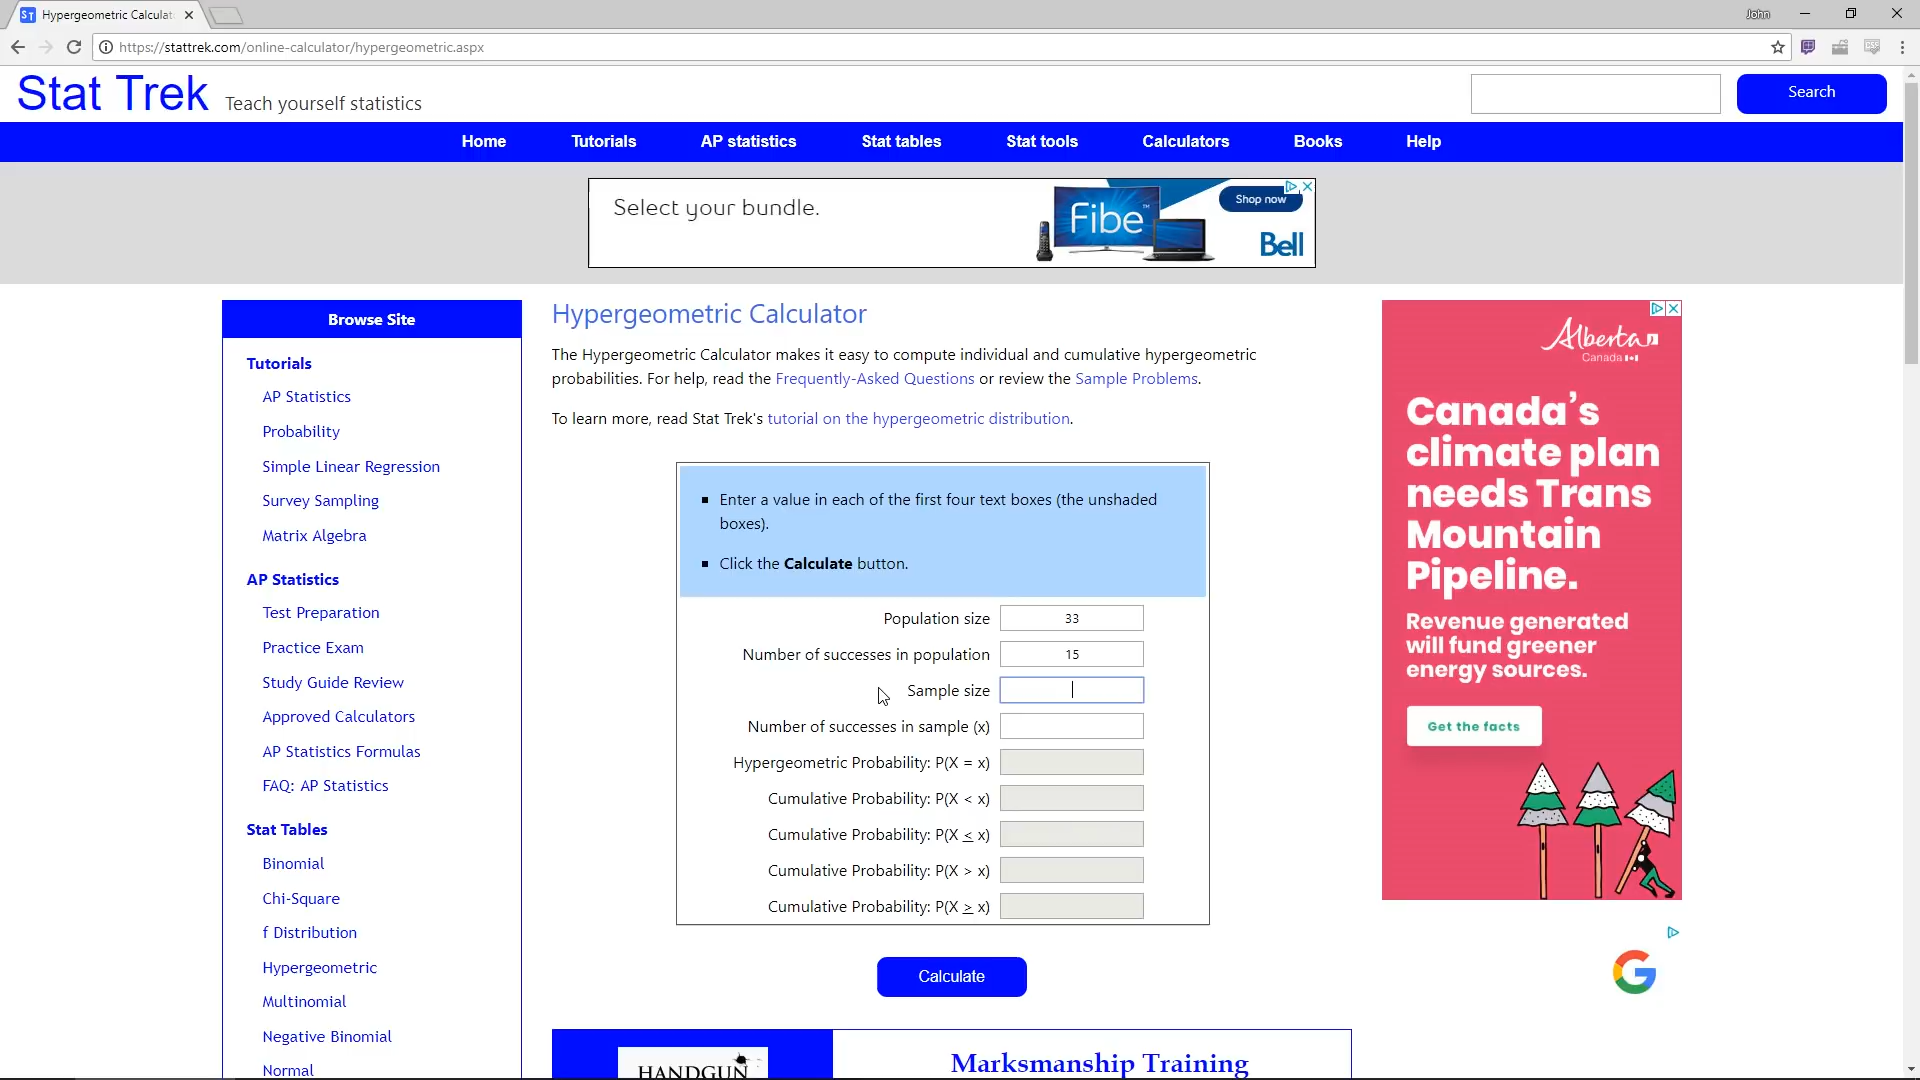 Hypergeometric Calculat
John
https://stattrek.com/online-calculator/hypergeometric.aspx
Stat Trek Teach yourself statistics
Search
Home Tutorials AP statistics Stat tables Stat tools Calculators Books Help
Select your bundle.
Fibe™
Shop now
Bell
Browse Site
Tutorials
AP Statistics
Probability
Simple Linear Regression
Survey Sampling
Matrix Algebra
AP Statistics
Test Preparation
Practice Exam
Study Guide Review
Approved Calculators
AP Statistics Formulas
FAQ: AP Statistics
Stat Tables
Binomial
Chi-Square
f Distribution
Hypergeometric
Multinomial
Negative Binomial
Normal
Hypergeometric Calculator
The Hypergeometric Calculator makes it easy to compute individual and cumulative hypergeometric
probabilities. For help, read the Frequently-Asked Questions or review the Sample Problems.
To learn more, read Stat Trek's tutorial on the hypergeometric distribution.
Enter a value in each of the first four text boxes (the unshaded
boxes).
Click the Calculate button.
Population size 33
Number of successes in population 15
Sample size
Number of successes in sample (x)
Hypergeometric Probability: P(X = x)
Cumulative Probability: P(X < x)
Cumulative Probability: P(X ≤ x)
Cumulative Probability: P(X > x)
Cumulative Probability: P(X ≥ x)
Calculate
HANDGUN
Marksmanship Training
Alberta
Canada
Canada's
climate plan
needs Trans
Mountain
Pipeline.
Revenue generated
will fund greener
energy sources.
Get the facts